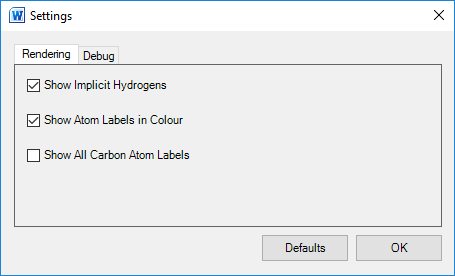 Settings
Rendering
Debug
Show Implicit Hydrogens
Show Atom Labels in Colour
Show All Carbon Atom Labels
Defaults
OK